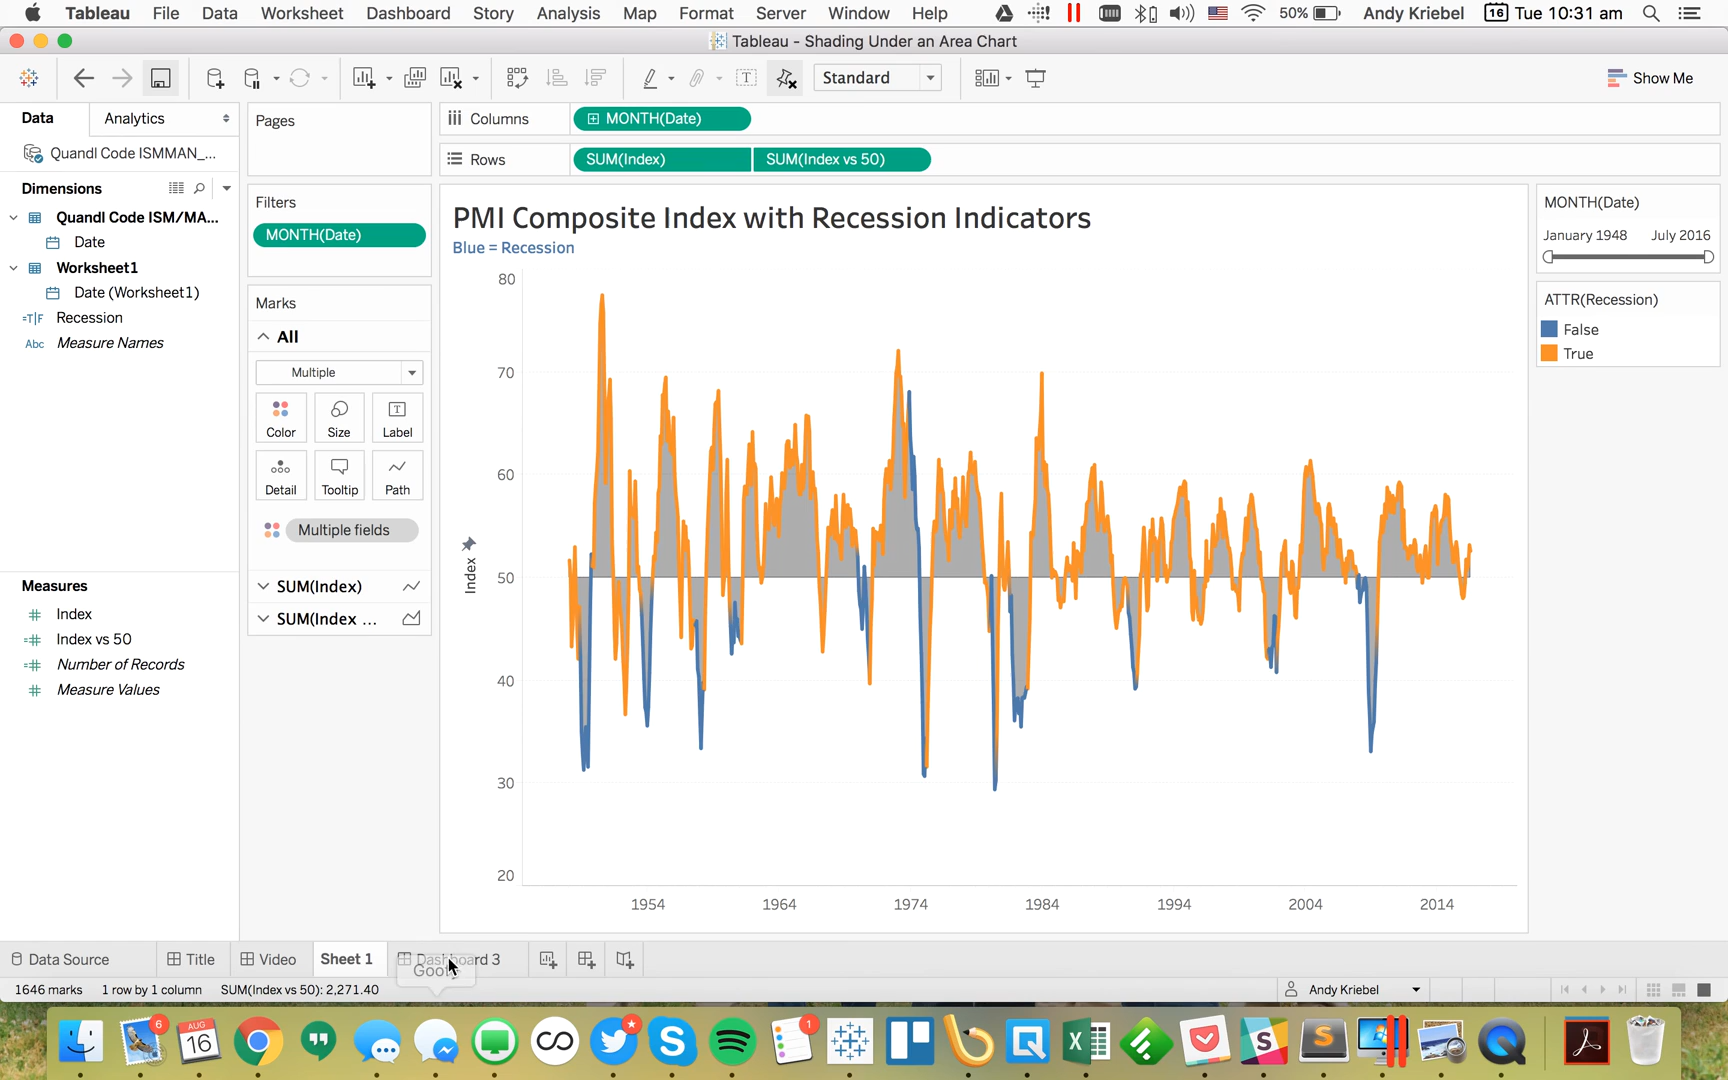 Tableau File Data Worksheet Dashboard Story Analysis Map Format Server Window Help 50% Andy Kriebel 16 Tue 10:31 am
Tableau - Shading Under an Area Chart
Standard Show Me
Data Analytics
Quandl Code ISMMAN_...
Dimensions
Quandl Code ISM/MA...
Date
Worksheet1
Date (Worksheet1)
=T|F Recession
Abc Measure Names
Measures
Index
Index vs 50
Number of Records
Measure Values
Pages
Filters
MONTH(Date)
Marks
All
Multiple
Color Size Label
Detail Tooltip Path
Multiple fields
SUM(Index)
SUM(Index ...
Columns MONTH(Date)
Rows SUM(Index) SUM(Index vs 50)
PMI Composite Index with Recession Indicators
Blue = Recession
Index
80
70
60
50
40
30
20
1954 1964 1974 1984 1994 2004 2014
MONTH(Date)
January 1948 July 2016
ATTR(Recession)
False
True
Data Source Title Video Sheet 1 Dashboard 3
1646 marks 1 row by 1 column SUM(Index vs 50): 2,271.40 Andy Kriebel
6
AUG
16
1